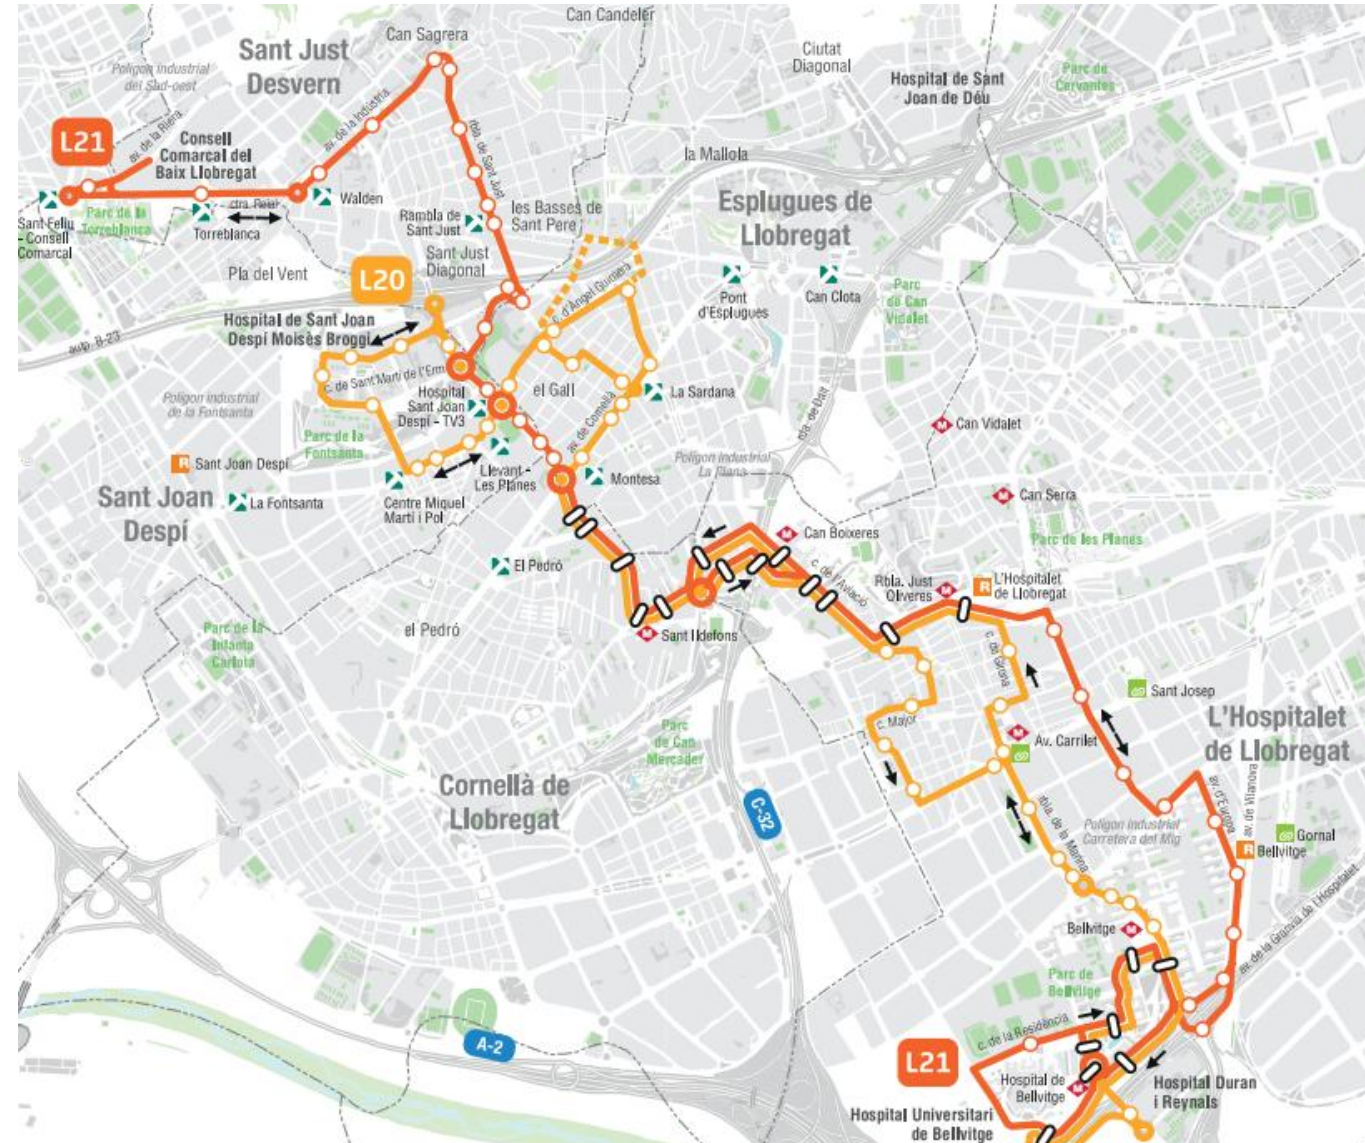 Can Candeler
Can Sagrera
Sant Just
Desvern
Ciutat
Diagonal
Polígon industrial
del Sud-oest
Hospital de Sant
Joan de Déu
Parc de
Cervantes
L21
av. de la Riera
av. de la Indústria
Consell
Comarcal del
Baix Llobregat
rbla. de Sant Just
la Mallola
Sant Feliu
- Consell
Comarcal
Parc de la
Torreblanca
ctra. Reial
Torreblanca
Walden
Rambla de
Sant Just
les Basses de
Sant Pere
Esplugues de
Llobregat
Sant Just
Diagonal
Pla del Vent
L20
c. d'Àngel Guimerà
Pont
d'Esplugues
Can Clota
Parc
de Can
Vidalet
Hospital de Sant Joan
Despí Moisès Broggi
autp. B-23
c. de Sant Martí de l'Erm
el Gall
La Sardana
Polígon industrial
de la Fontsanta
Hospital
Sant Joan
Despí - TV3
av. de Cornellà
rda. de Dalt
Can Vidalet
Parc de la
Fontsanta
R Sant Joan Despí
Llevant -
Les Planes
Montesa
Polígon industrial
La Plana
Sant Joan
Despí
La Fontsanta
Centre Miquel
Martí i Pol
Can Serra
Can Boixeres
Parc de les Planes
El Pedró
c. de l'Aviació
Rbla. Just
Oliveres
R L'Hospitalet
de Llobregat
Parc de la
Infanta
Carlota
el Pedró
Sant Ildefons
c. de Girona
Sant Josep
c. Major
Av. Carrilet
L'Hospitalet
de Llobregat
Parc
de Can
Mercader
Cornellà de
Llobregat
C-32
rbla. de la Marina
Polígon industrial
Carretera del Mig
av. d'Europa
av. de Vilanova
Gornal
R Bellvitge
Bellvitge
av. de la Granvia de l'Hospitalet
Parc de
Bellvitge
c. de la Residència
A-2
L21
Hospital de
Bellvitge
Hospital Duran
i Reynals
Hospital Universitari
de Bellvitge